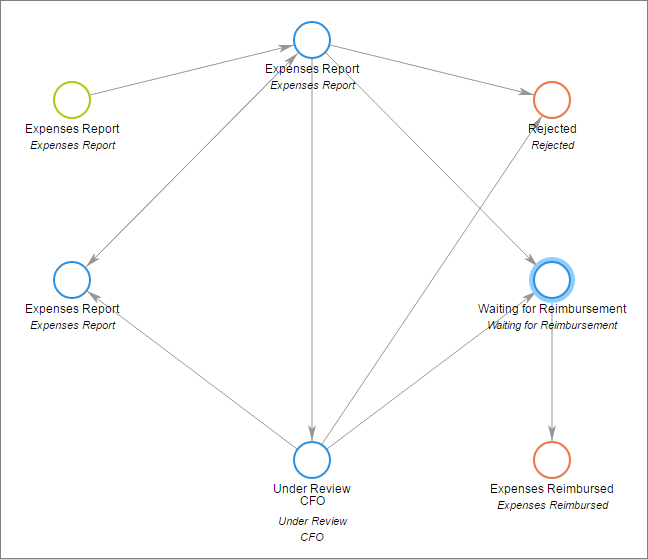 Expenses Report
Expenses Report
Expenses Report
Expenses Report
Rejected
Rejected
Expenses Report
Expenses Report
Waiting for Reimbursement
Waiting for Reimbursement
Under Review
CFO
Under Review
CFO
Expenses Reimbursed
Expenses Reimbursed